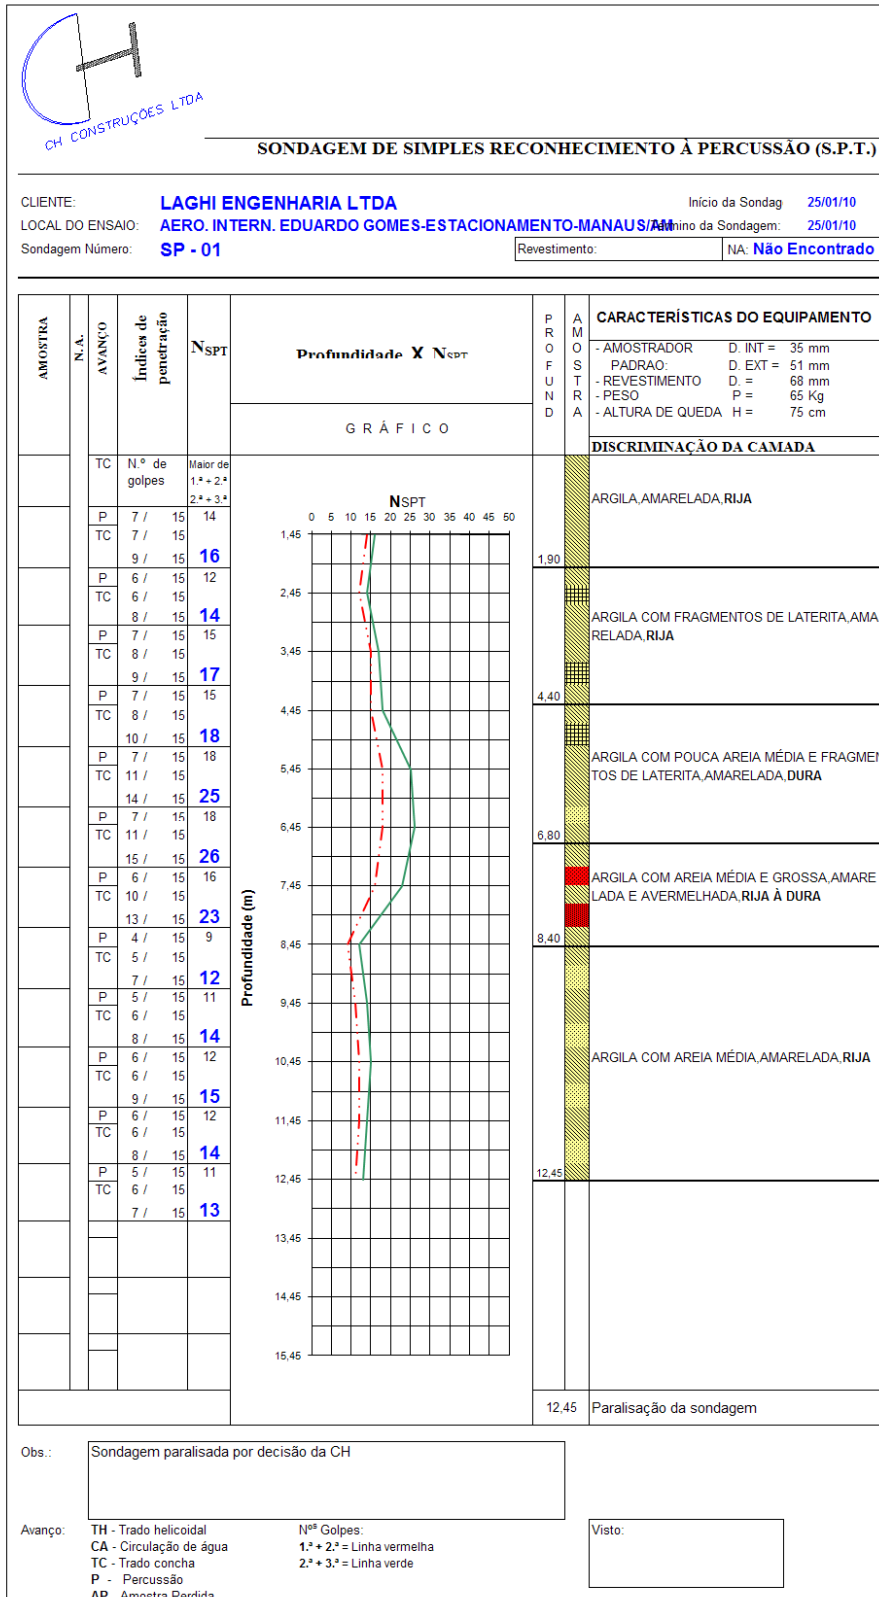 CH CONSTRUÇÕES LTDA
SONDAGEM DE SIMPLES RECONHECIMENTO À PERCUSSÃO (S.P.T.)
CLIENTE: LAGHI ENGENHARIA LTDA Início da Sondag 25/01/10
LOCAL DO ENSAIO: AERO. INTERN. EDUARDO GOMES-ESTACIONAMENTO-MANAUS/AM Término da Sondagem: 25/01/10
Sondagem Número: SP - 01 Revestimento: NA: Não Encontrado
AMOSTRA N.A. AVANÇO Índices de penetração NSPT Profundidade X NSPT PROFUND AMOSTRA
GRÁFICO
CARACTERÍSTICAS DO EQUIPAMENTO
- AMOSTRADOR D. INT = 35 mm
PADRAO: D. EXT = 51 mm
- REVESTIMENTO D. = 68 mm
- PESO P = 65 Kg
- ALTURA DE QUEDA H = 75 cm
DISCRIMINAÇÃO DA CAMADA
TC N.º de golpes Maior de 1.ª + 2.ª 2.ª + 3.ª
P 7 / 15 14
TC 7 / 15
9 / 15 16
P 6 / 15 12
TC 6 / 15
8 / 15 14
P 7 / 15 15
TC 8 / 15
9 / 15 17
P 7 / 15 15
TC 8 / 15
10 / 15 18
P 7 / 15 18
TC 11 / 15
14 / 15 25
P 7 / 15 18
TC 11 / 15
15 / 15 26
P 6 / 15 16
TC 10 / 15
13 / 15 23
P 4 / 15 9
TC 5 / 15
7 / 15 12
P 5 / 15 11
TC 6 / 15
8 / 15 14
P 6 / 15 12
TC 6 / 15
9 / 15 15
P 6 / 15 12
TC 6 / 15
8 / 15 14
P 5 / 15 11
TC 6 / 15
7 / 15 13
NSPT
0 5 10 15 20 25 30 35 40 45 50
Profundidade (m)
1,45
2,45
3,45
4,45
5,45
6,45
7,45
8,45
9,45
10,45
11,45
12,45
13,45
14,45
15,45
ARGILA,AMARELADA,RIJA
1,90
ARGILA COM FRAGMENTOS DE LATERITA,AMA
RELADA,RIJA
4,40
ARGILA COM POUCA AREIA MÉDIA E FRAGMEN
TOS DE LATERITA,AMARELADA,DURA
6,80
ARGILA COM AREIA MÉDIA E GROSSA,AMARE
LADA E AVERMELHADA,RIJA À DURA
8,40
ARGILA COM AREIA MÉDIA,AMARELADA,RIJA
12,45
12,45 Paralisação da sondagem
Obs.: Sondagem paralisada por decisão da CH
Avanço: TH - Trado helicoidal Nºˢ Golpes: Visto:
CA - Circulação de água 1.ª + 2.ª = Linha vermelha
TC - Trado concha 2.ª + 3.ª = Linha verde
P - Percussão
AP - Amostra Perdida